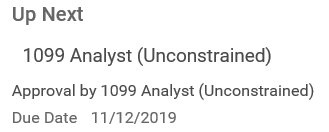 Up Next
1099 Analyst (Unconstrained)
Approval by 1099 Analyst (Unconstrained)
Due Date 11/12/2019